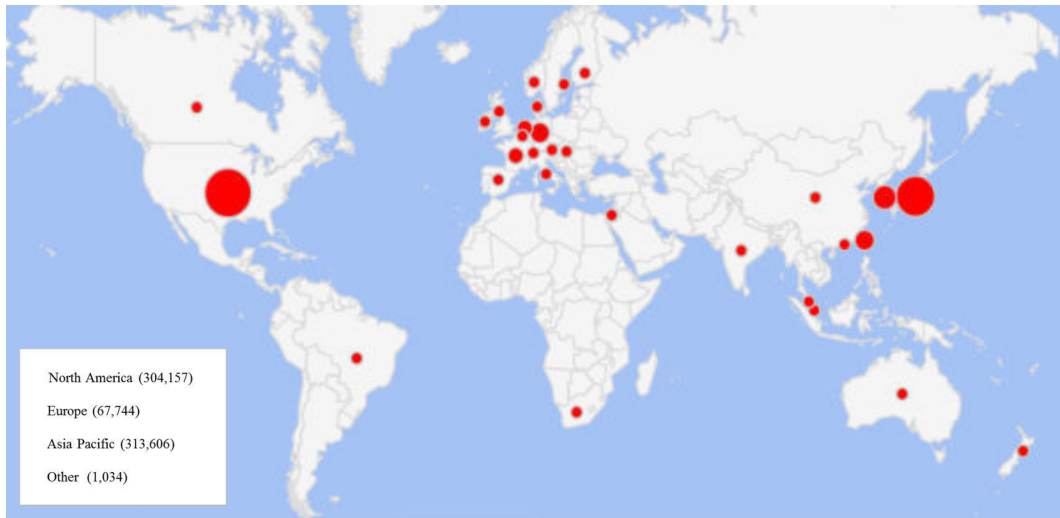 North America (304,157)
Europe (67,744)
Asia Pacific (313,606)
Other (1,034)